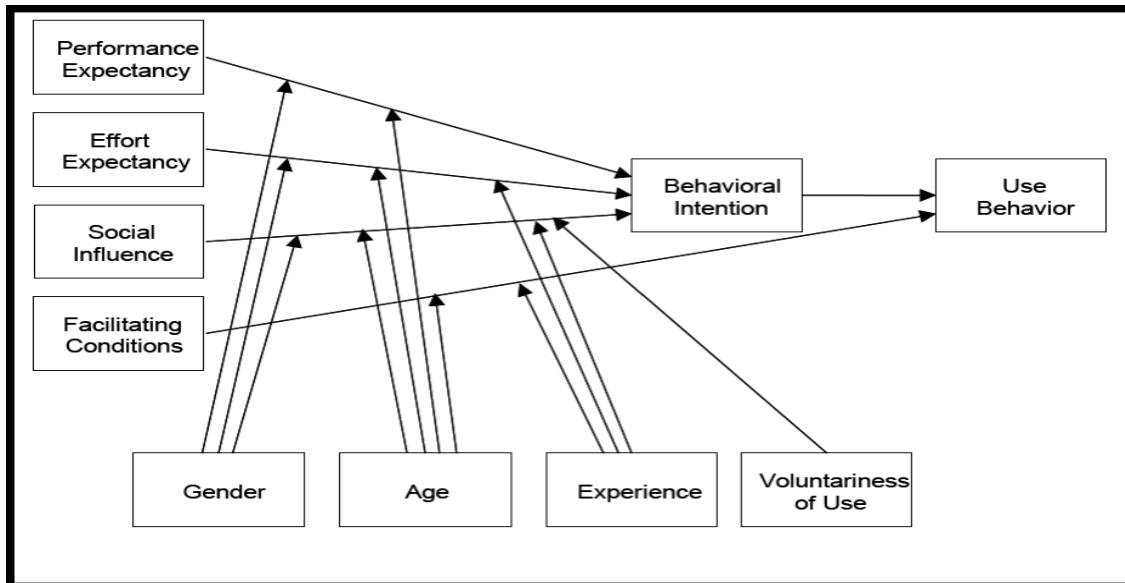 Performance
Expectancy
Effort
Expectancy
Social
Influence
Facilitating
Conditions
Behavioral
Intention
Use
Behavior
Gender
Age
Experience
Voluntariness
of Use